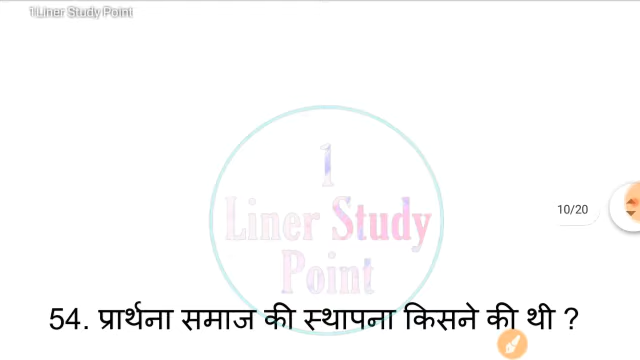 1Liner Study Point
1
Liner Study
Point
10/20
54. प्रार्थना समाज की स्थापना किसने की थी ?